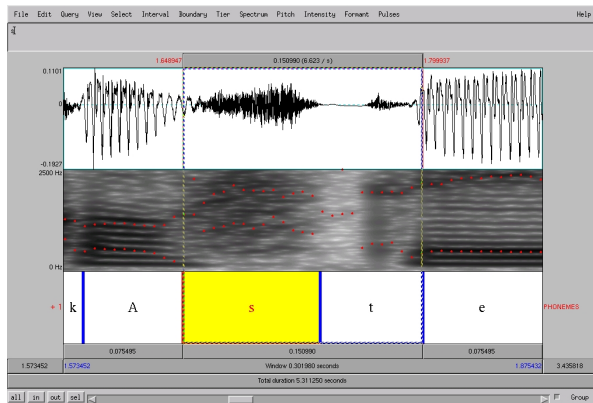 File Edit Query View Select Interval Boundary Tier Spectrum Pitch Intensity Formant Pulses Help
s
1.648947 0.150990 (6.623 / s) 1.799937
0.1101
0
-0.1927
2500 Hz
0 Hz
+ 1 k A s t e PHONEMES
0.075495 0.150990 0.075495
1.573452 1.573452 Window 0.301980 seconds 1.875432 3.435818
Total duration 5.311250 seconds
all in out sel Group